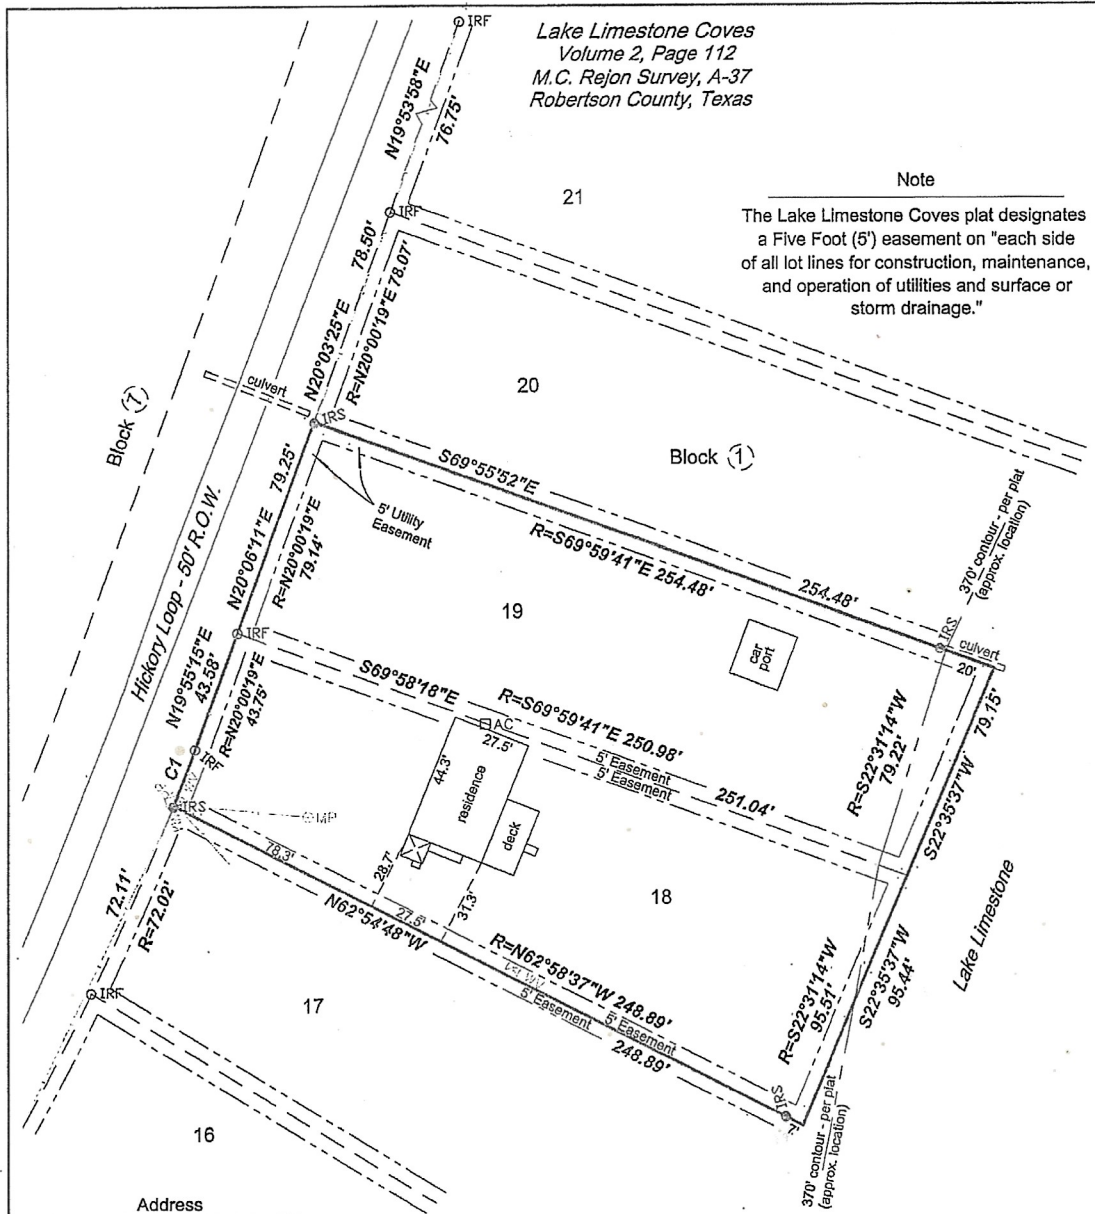 IRF
Lake Limestone Coves
Volume 2, Page 112
M.C. Rejon Survey, A-37
Robertson County, Texas
N19°53'58"E
76.75'
Note
The Lake Limestone Coves plat designates
a Five Foot (5') easement on "each side
of all lot lines for construction, maintenance,
and operation of utilities and surface or
storm drainage."
21
IRF
78.50'
N20°03'25"E
R=N20°00'19"E 78.07'
culvert
IRS
20
Block 1
Block 1
S69°55'52"E
254.48'
R=S69°59'41"E 254.48'
5' Utility
Easement
370' contour - per plat
(approx. location)
79.25'
N20°06'11"E
R=N20°00'19"E
79.14'
Hickory Loop - 50' R.O.W.
19
car
port
IRS
culvert
20'
IRF
N19°55'15"E
43.58'
R=N20°00'19"E
43.75'
S69°58'18"E
251.04'
R=S69°59'41"E 250.98'
5' Easement
5' Easement
R=S22°31'14"W
79.22'
79.15'
S22°35'37"W
AC
27.5'
44.3'
residence
deck
IRF
C1
IRS
MP
78.3'
28.7'
27.5'
31.3'
18
N62°54'48"W
248.89'
R=N62°58'37"W 248.89'
5' Easement
5' Easement
R=S22°31'14"W
95.51'
S22°35'37"W
95.44'
Lake Limestone
72.11'
R=72.02'
IRF
17
IRS
7'
370' contour - per plat
(approx. location)
16
Address